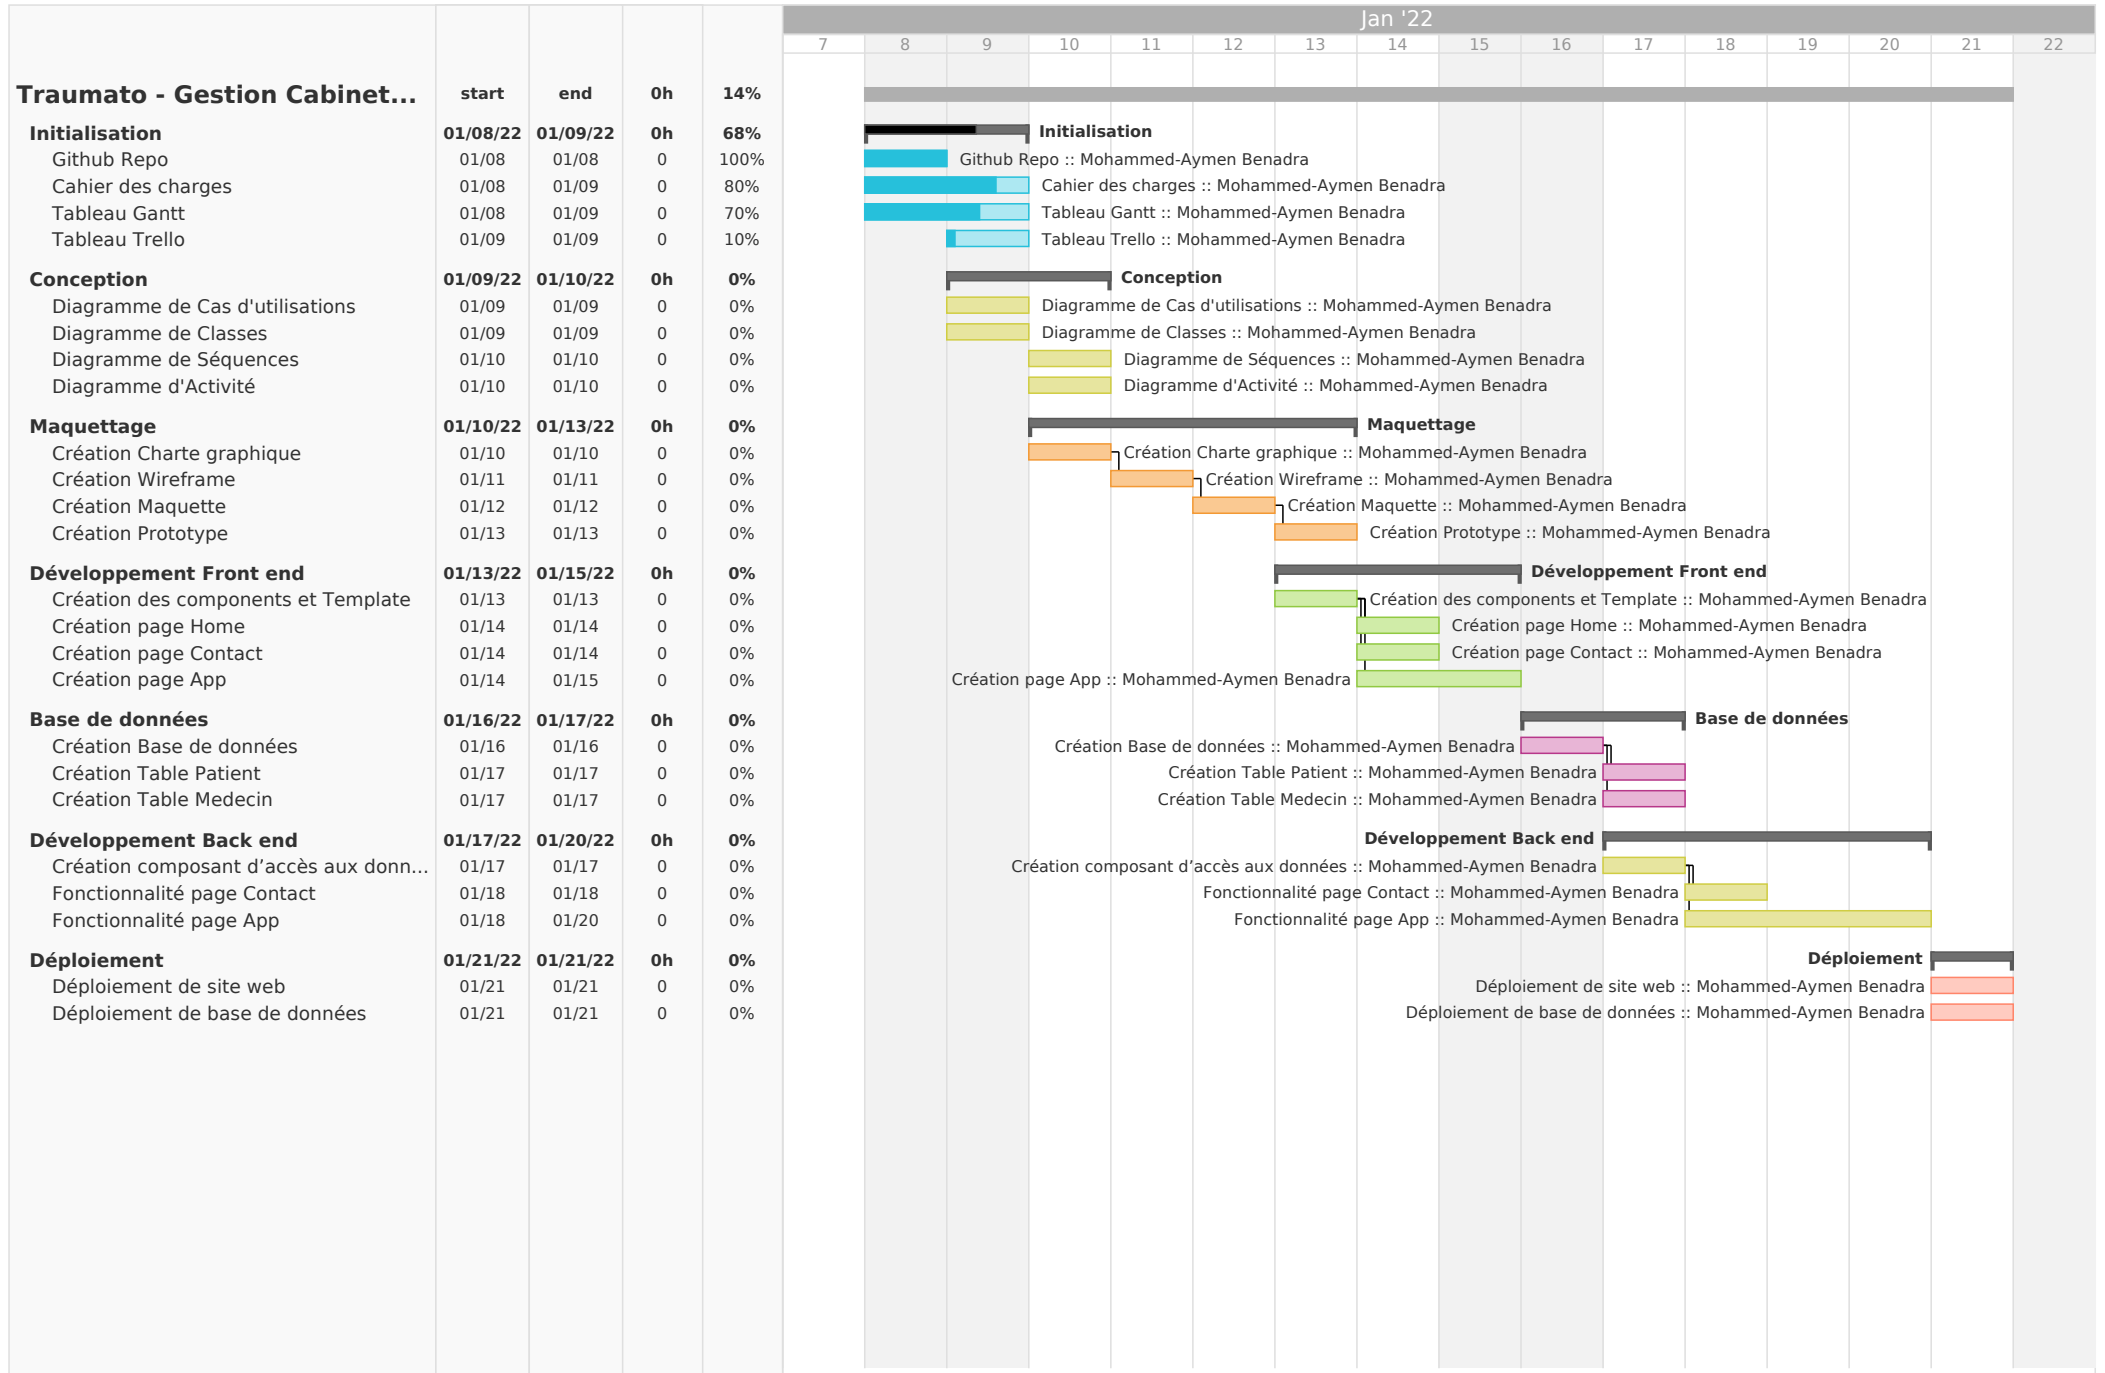 Jan '22
7 8 9 10 11 12 13 14 15 16 17 18 19 20 21 22
Traumato - Gestion Cabinet... start end 0h 14%
Initialisation 01/08/22 01/09/22 0h 68% Initialisation
Github Repo 01/08 01/08 0 100% Github Repo :: Mohammed-Aymen Benadra
Cahier des charges 01/08 01/09 0 80% Cahier des charges :: Mohammed-Aymen Benadra
Tableau Gantt 01/08 01/09 0 70% Tableau Gantt :: Mohammed-Aymen Benadra
Tableau Trello 01/09 01/09 0 10% Tableau Trello :: Mohammed-Aymen Benadra
Conception 01/09/22 01/10/22 0h 0% Conception
Diagramme de Cas d'utilisations 01/09 01/09 0 0% Diagramme de Cas d'utilisations :: Mohammed-Aymen Benadra
Diagramme de Classes 01/09 01/09 0 0% Diagramme de Classes :: Mohammed-Aymen Benadra
Diagramme de Séquences 01/10 01/10 0 0% Diagramme de Séquences :: Mohammed-Aymen Benadra
Diagramme d'Activité 01/10 01/10 0 0% Diagramme d'Activité :: Mohammed-Aymen Benadra
Maquettage 01/10/22 01/13/22 0h 0% Maquettage
Création Charte graphique 01/10 01/10 0 0% Création Charte graphique :: Mohammed-Aymen Benadra
Création Wireframe 01/11 01/11 0 0% Création Wireframe :: Mohammed-Aymen Benadra
Création Maquette 01/12 01/12 0 0% Création Maquette :: Mohammed-Aymen Benadra
Création Prototype 01/13 01/13 0 0% Création Prototype :: Mohammed-Aymen Benadra
Développement Front end 01/13/22 01/15/22 0h 0% Développement Front end
Création des components et Template 01/13 01/13 0 0% Création des components et Template :: Mohammed-Aymen Benadra
Création page Home 01/14 01/14 0 0% Création page Home :: Mohammed-Aymen Benadra
Création page Contact 01/14 01/14 0 0% Création page Contact :: Mohammed-Aymen Benadra
Création page App 01/14 01/15 0 0% Création page App :: Mohammed-Aymen Benadra
Base de données 01/16/22 01/17/22 0h 0% Base de données
Création Base de données 01/16 01/16 0 0% Création Base de données :: Mohammed-Aymen Benadra
Création Table Patient 01/17 01/17 0 0% Création Table Patient :: Mohammed-Aymen Benadra
Création Table Medecin 01/17 01/17 0 0% Création Table Medecin :: Mohammed-Aymen Benadra
Développement Back end 01/17/22 01/20/22 0h 0% Développement Back end
Création composant d’accès aux donn... 01/17 01/17 0 0% Création composant d’accès aux données :: Mohammed-Aymen Benadra
Fonctionnalité page Contact 01/18 01/18 0 0% Fonctionnalité page Contact :: Mohammed-Aymen Benadra
Fonctionnalité page App 01/18 01/20 0 0% Fonctionnalité page App :: Mohammed-Aymen Benadra
Déploiement 01/21/22 01/21/22 0h 0% Déploiement
Déploiement de site web 01/21 01/21 0 0% Déploiement de site web :: Mohammed-Aymen Benadra
Déploiement de base de données 01/21 01/21 0 0% Déploiement de base de données :: Mohammed-Aymen Benadra